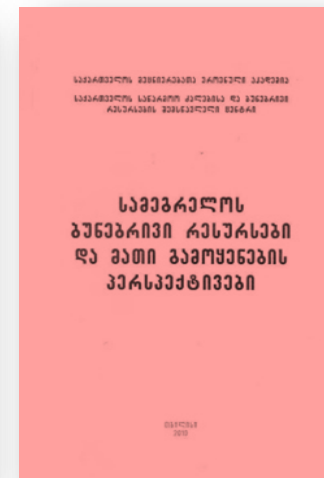 საქართველოს მეცნიერებათა ეროვნული აკადემია
საქართველოს საწარმოო ძალებისა და ბუნებრივი
რესურსების შემსწავლელი ცენტრი
სამეგრელოს
ბუნებრივი რესურსები
და მათი გამოყენების
პერსპექტივები
თბილისი